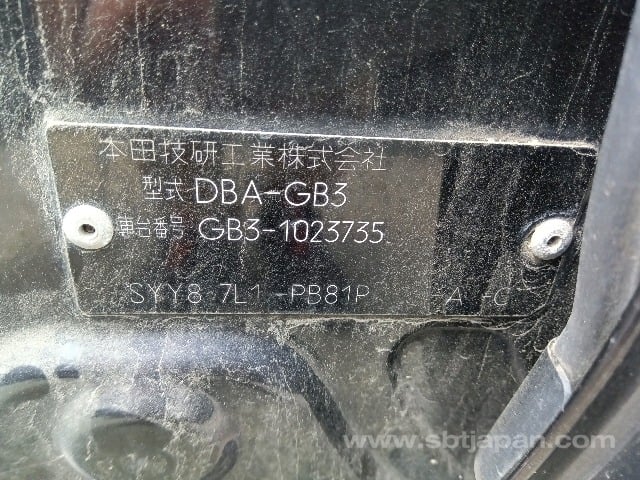 本田技研工業株式会社
型式 DBA-GB3
車台番号 GB3-1023735
SYY8 7L1 -PB81P -A -C
www.sbtjapan.com